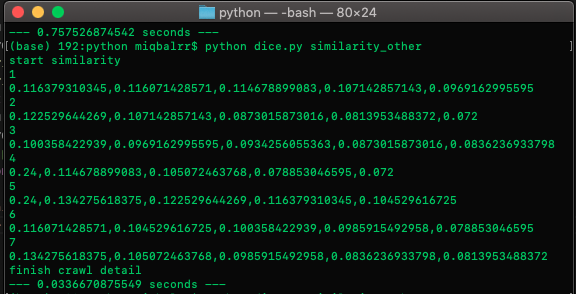 python — -bash — 80×24
--- 0.757526874542 seconds ---
[(base) 192:python miqbalrr$ python dice.py similarity_other ]
start similarity
1
0.116379310345,0.116071428571,0.114678899083,0.107142857143,0.0969162995595
2
0.122529644269,0.107142857143,0.0873015873016,0.0813953488372,0.072
3
0.100358422939,0.0969162995595,0.0934256055363,0.0873015873016,0.0836236933798
4
0.24,0.114678899083,0.105072463768,0.078853046595,0.072
5
0.24,0.134275618375,0.122529644269,0.116379310345,0.104529616725
6
0.116071428571,0.104529616725,0.100358422939,0.0985915492958,0.078853046595
7
0.134275618375,0.105072463768,0.0985915492958,0.0836236933798,0.0813953488372
finish crawl detail
--- 0.0336670875549 seconds ---